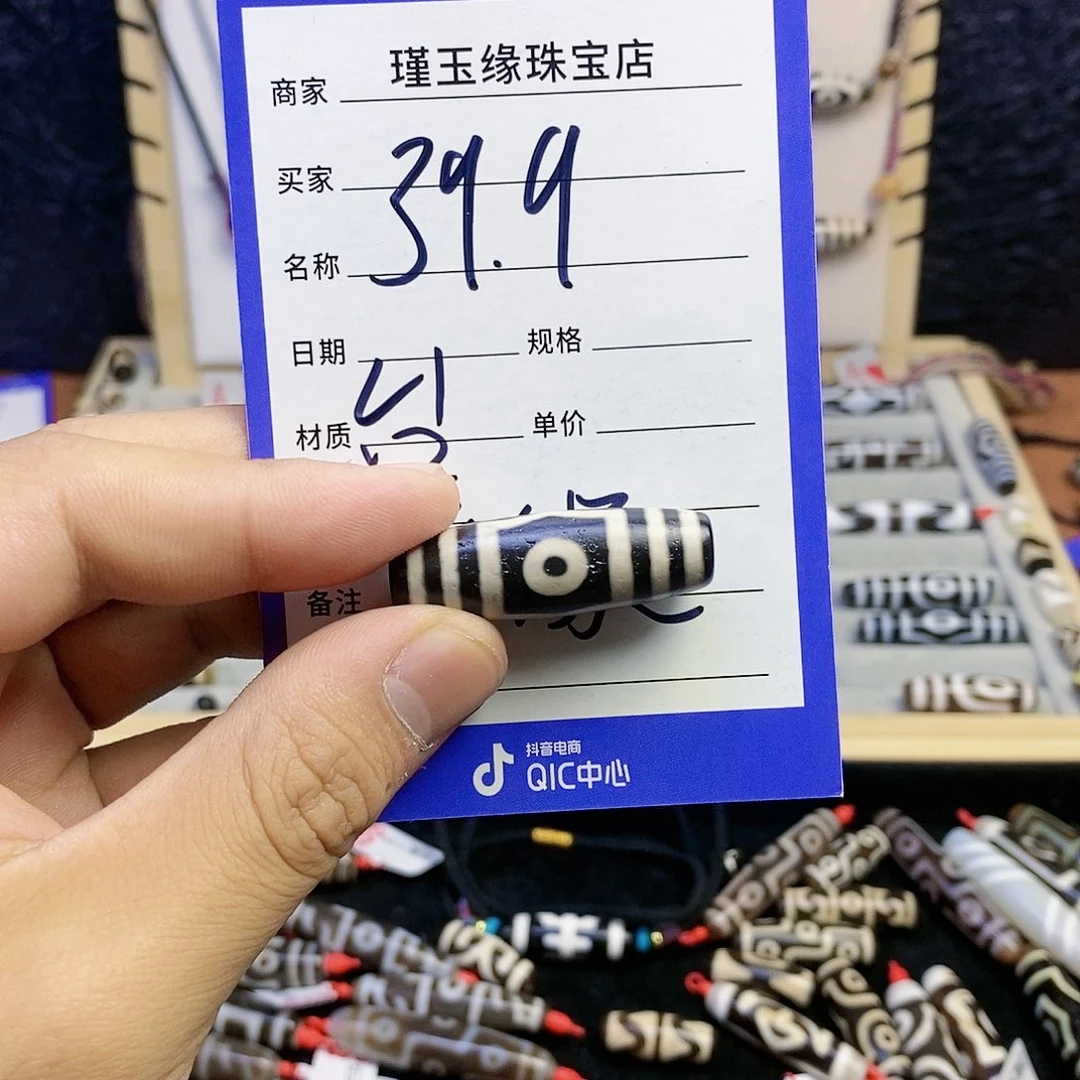 商家 瑾玉缘珠宝店
买家 39.9
名称
日期 规格
材质 单价
备注
抖音电商
QIC中心